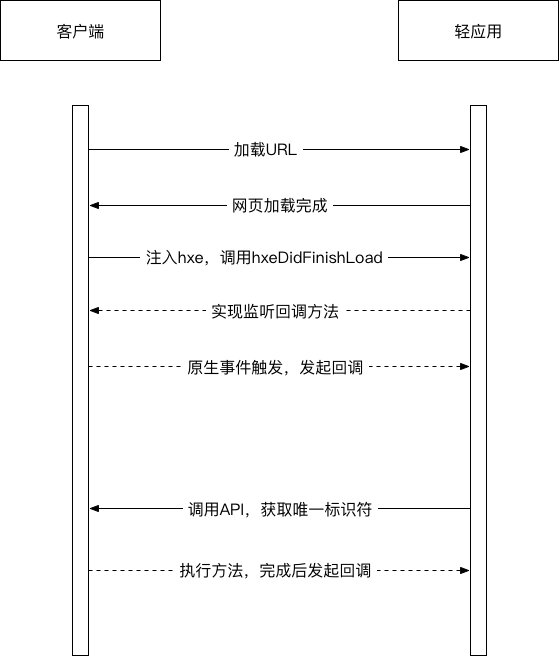 客户端
轻应用
加载URL
网页加载完成
注入hxe，调用hxeDidFinishLoad
实现监听回调方法
原生事件触发，发起回调
调用API，获取唯一标识符
执行方法，完成后发起回调